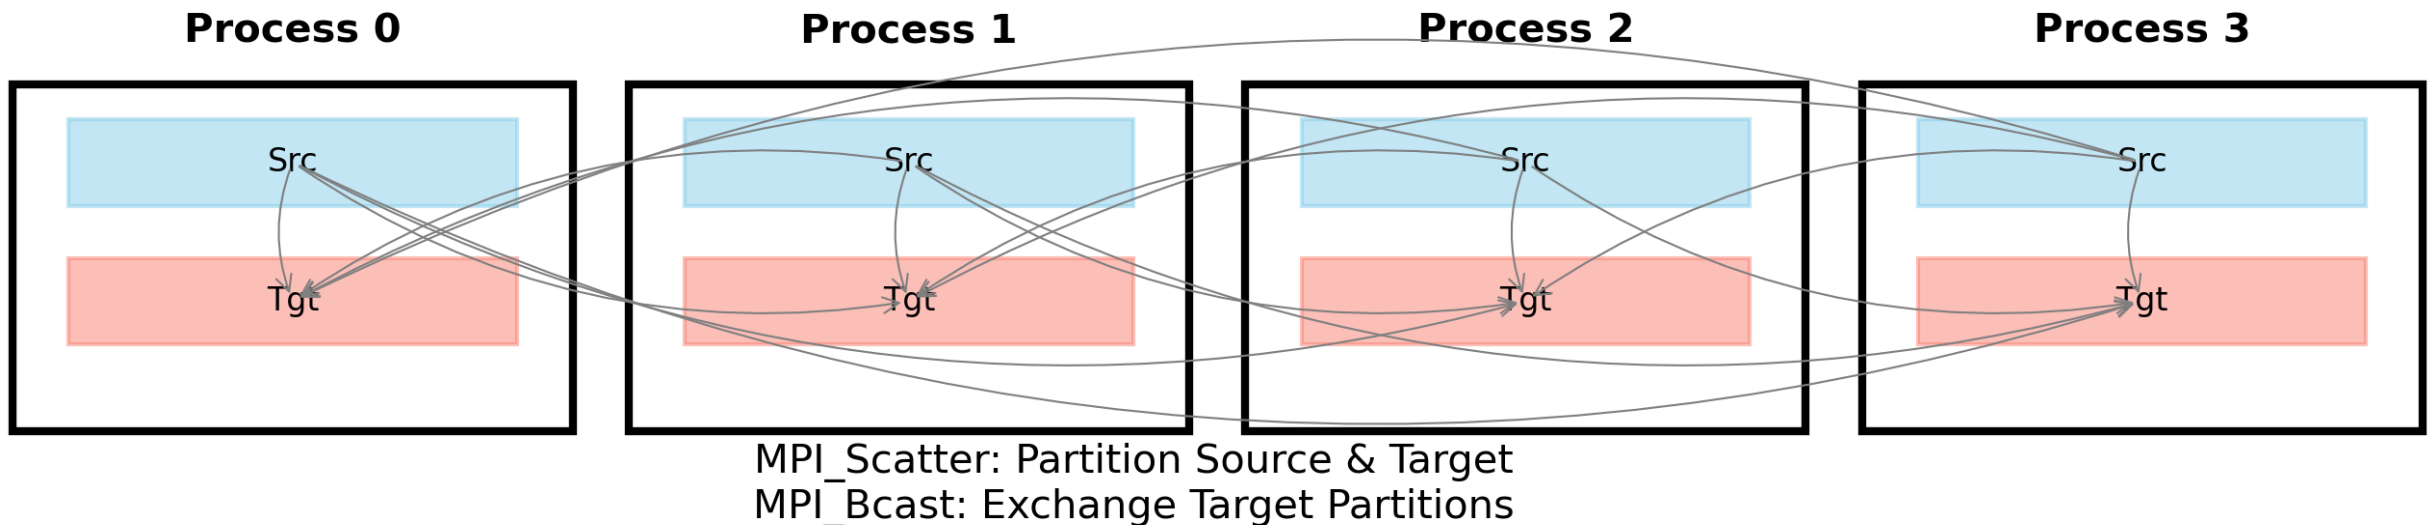 Process 0
Process 1
Process 2
Process 3
Src
Src
Src
Src
Tgt
Tgt
Tgt
Tgt
MPI_Scatter: Partition Source & Target
MPI_Bcast: Exchange Target Partitions